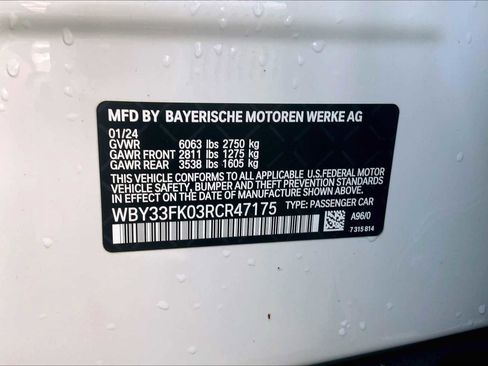 MFD BY BAYERISCHE MOTOREN WERKE AG
01/24
GVWR 6063 lbs 2750 kg
GAWR FRONT 2811 lbs 1275 kg
GAWR REAR 3538 lbs 1605 kg
THIS VEHICLE CONFORMS TO ALL APPLICABLE U.S.FEDERAL MOTOR
VEHICLE SAFETY, BUMPER AND THEFT PREVENTION STANDARDS
IN EFFECT ON THE DATE OF MANUFACTURE SHOWN ABOVE.
WBY33FK03RCR47175 TYPE: PASSENGER CAR
A96/0
7 315 814